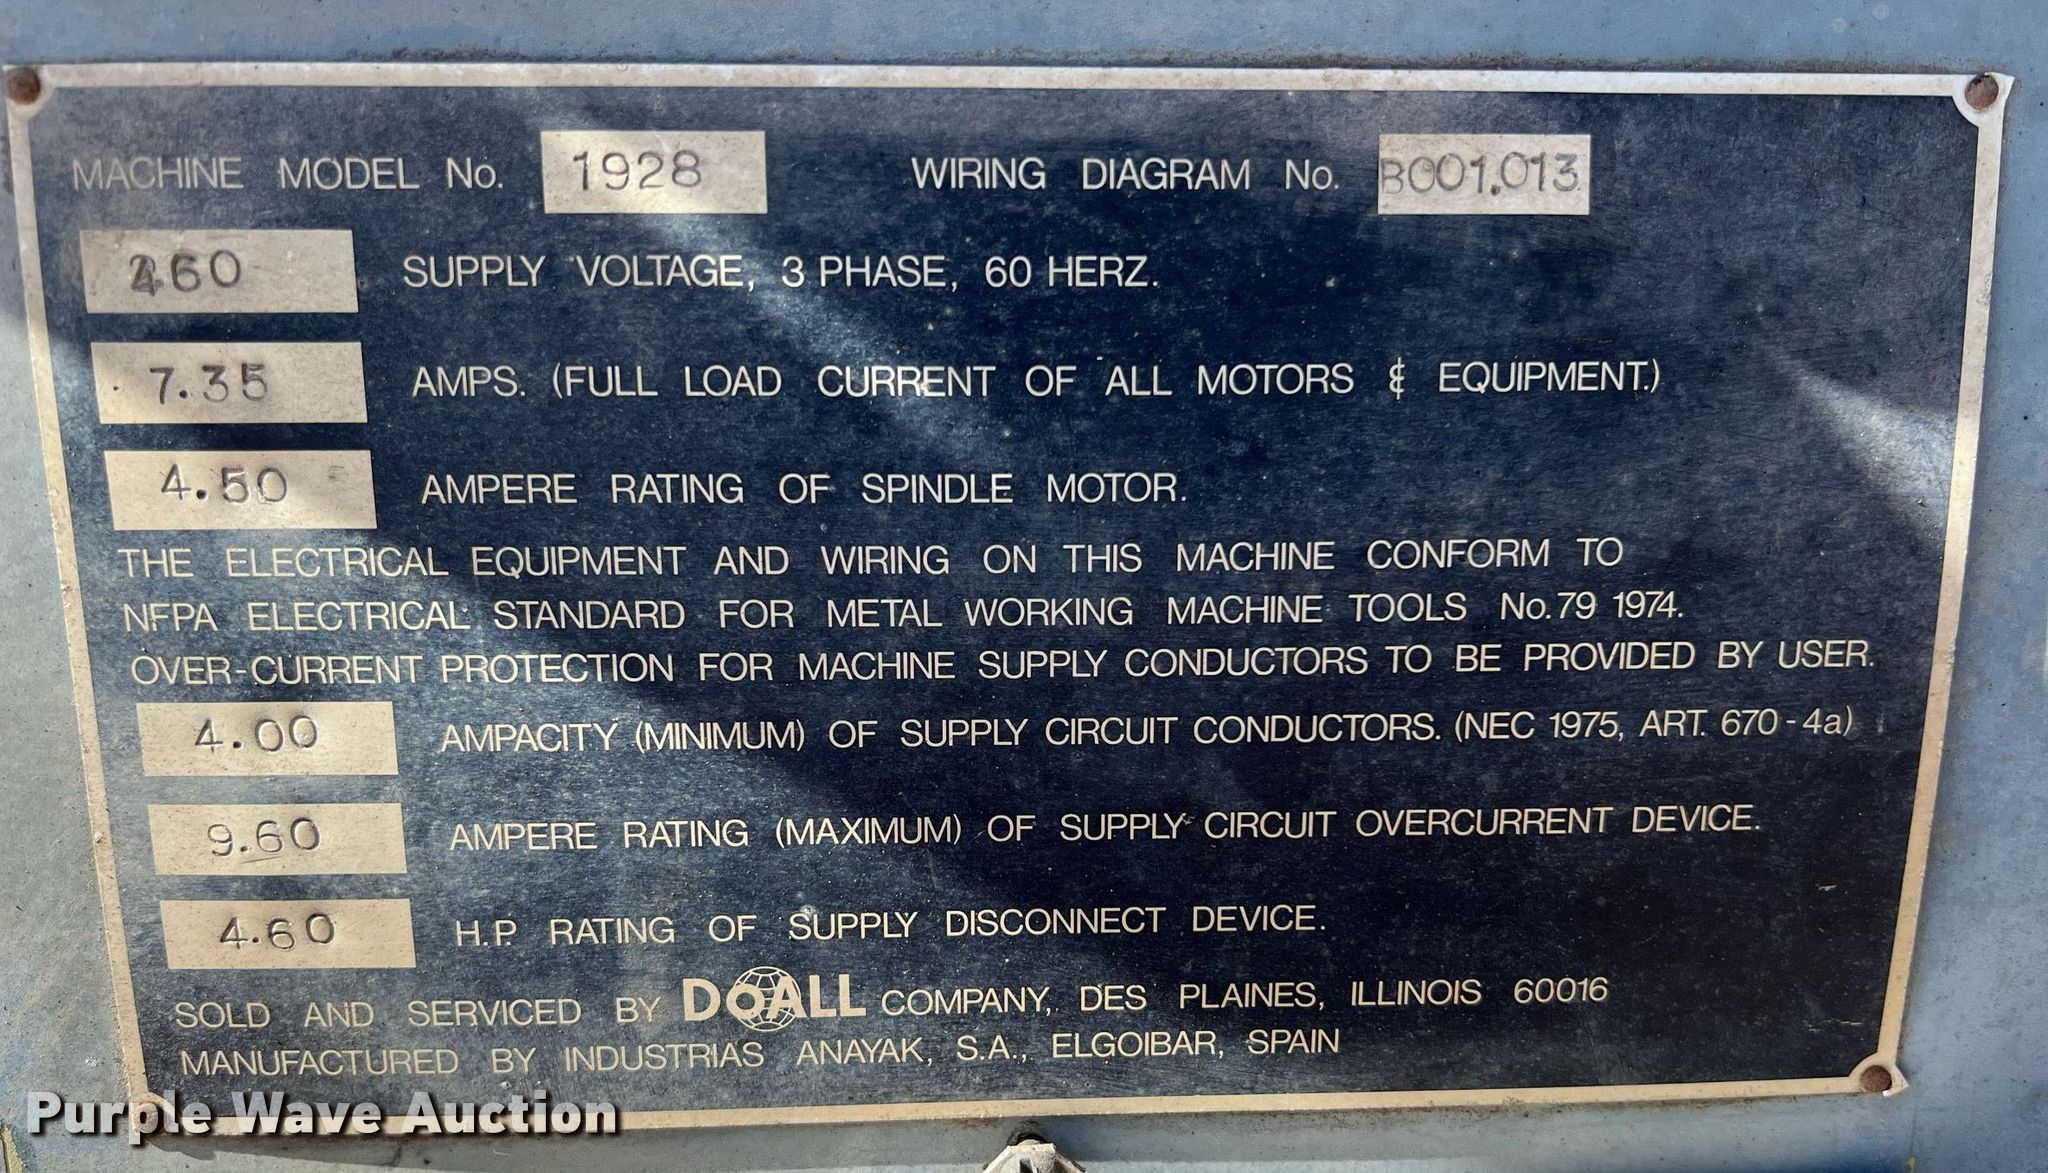 MACHINE MODEL No. 1928 WIRING DIAGRAM No. B001.013
460 SUPPLY VOLTAGE, 3 PHASE, 60 HERZ.
7.35 AMPS. (FULL LOAD CURRENT OF ALL MOTORS & EQUIPMENT.)
4.50 AMPERE RATING OF SPINDLE MOTOR.
THE ELECTRICAL EQUIPMENT AND WIRING ON THIS MACHINE CONFORM TO
NFPA ELECTRICAL STANDARD FOR METAL WORKING MACHINE TOOLS No. 79 1974.
OVER-CURRENT PROTECTION FOR MACHINE SUPPLY CONDUCTORS TO BE PROVIDED BY USER.
4.00 AMPACITY (MINIMUM) OF SUPPLY CIRCUIT CONDUCTORS. (NEC 1975, ART. 670-4a)
9.60 AMPERE RATING (MAXIMUM) OF SUPPLY CIRCUIT OVERCURRENT DEVICE.
4.60 H.P. RATING OF SUPPLY DISCONNECT DEVICE.
SOLD AND SERVICED BY DoALL COMPANY, DES PLAINES, ILLINOIS 60016
MANUFACTURED BY INDUSTRIAS ANAYAK, S.A., ELGOIBAR, SPAIN
Purple Wave Auction